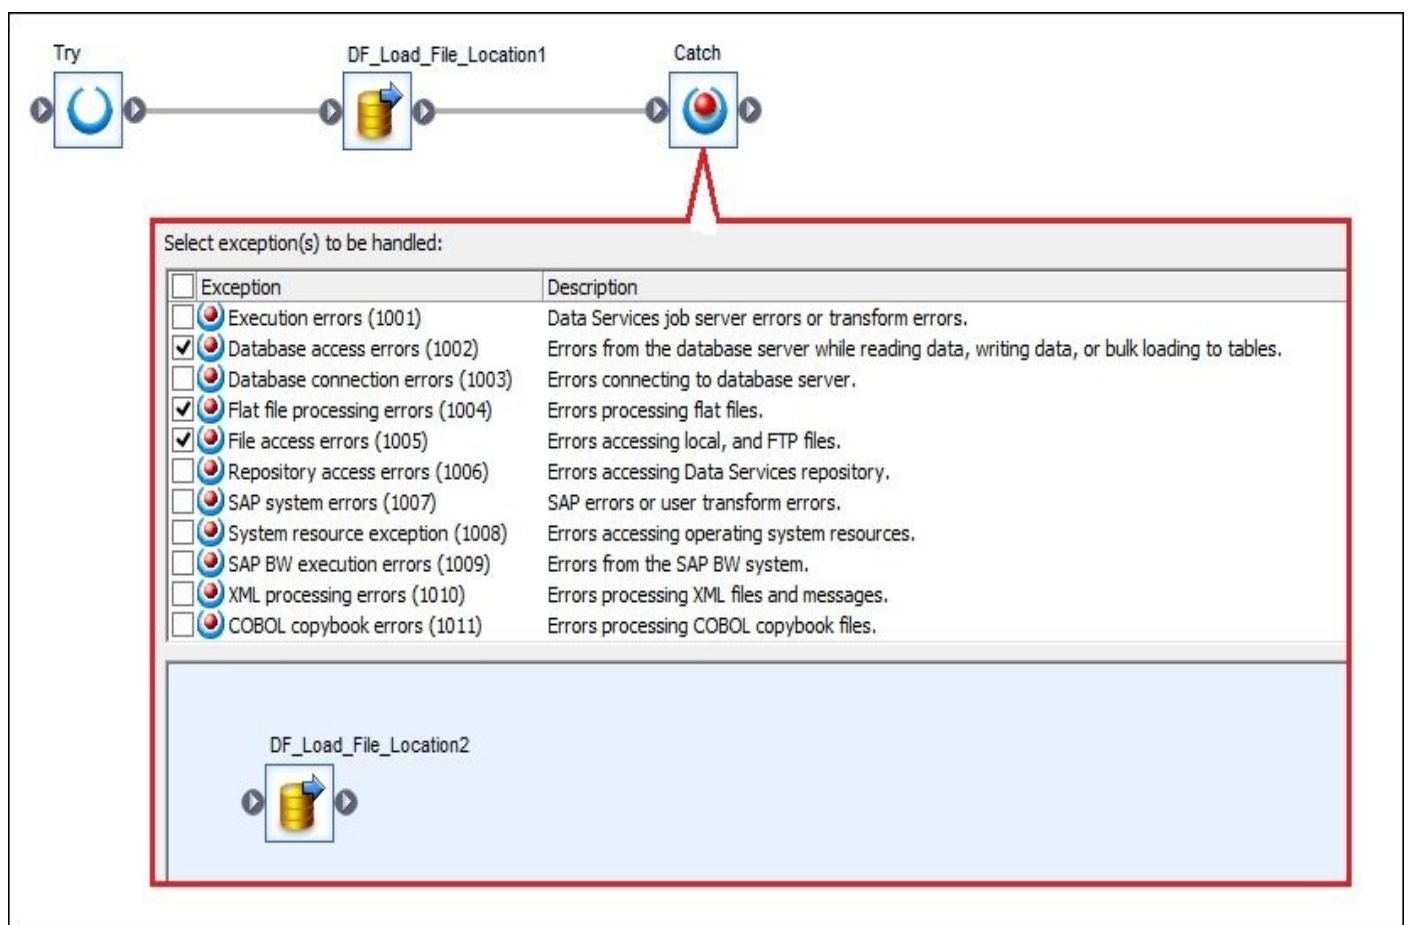 Try
DF_Load_File_Location1
Catch
Select exception(s) to be handled:
Exception Description
Execution errors (1001) Data Services job server errors or transform errors.
Database access errors (1002) Errors from the database server while reading data, writing data, or bulk loading to tables.
Database connection errors (1003) Errors connecting to database server.
Flat file processing errors (1004) Errors processing flat files.
File access errors (1005) Errors accessing local, and FTP files.
Repository access errors (1006) Errors accessing Data Services repository.
SAP system errors (1007) SAP errors or user transform errors.
System resource exception (1008) Errors accessing operating system resources.
SAP BW execution errors (1009) Errors from the SAP BW system.
XML processing errors (1010) Errors processing XML files and messages.
COBOL copybook errors (1011) Errors processing COBOL copybook files.
DF_Load_File_Location2